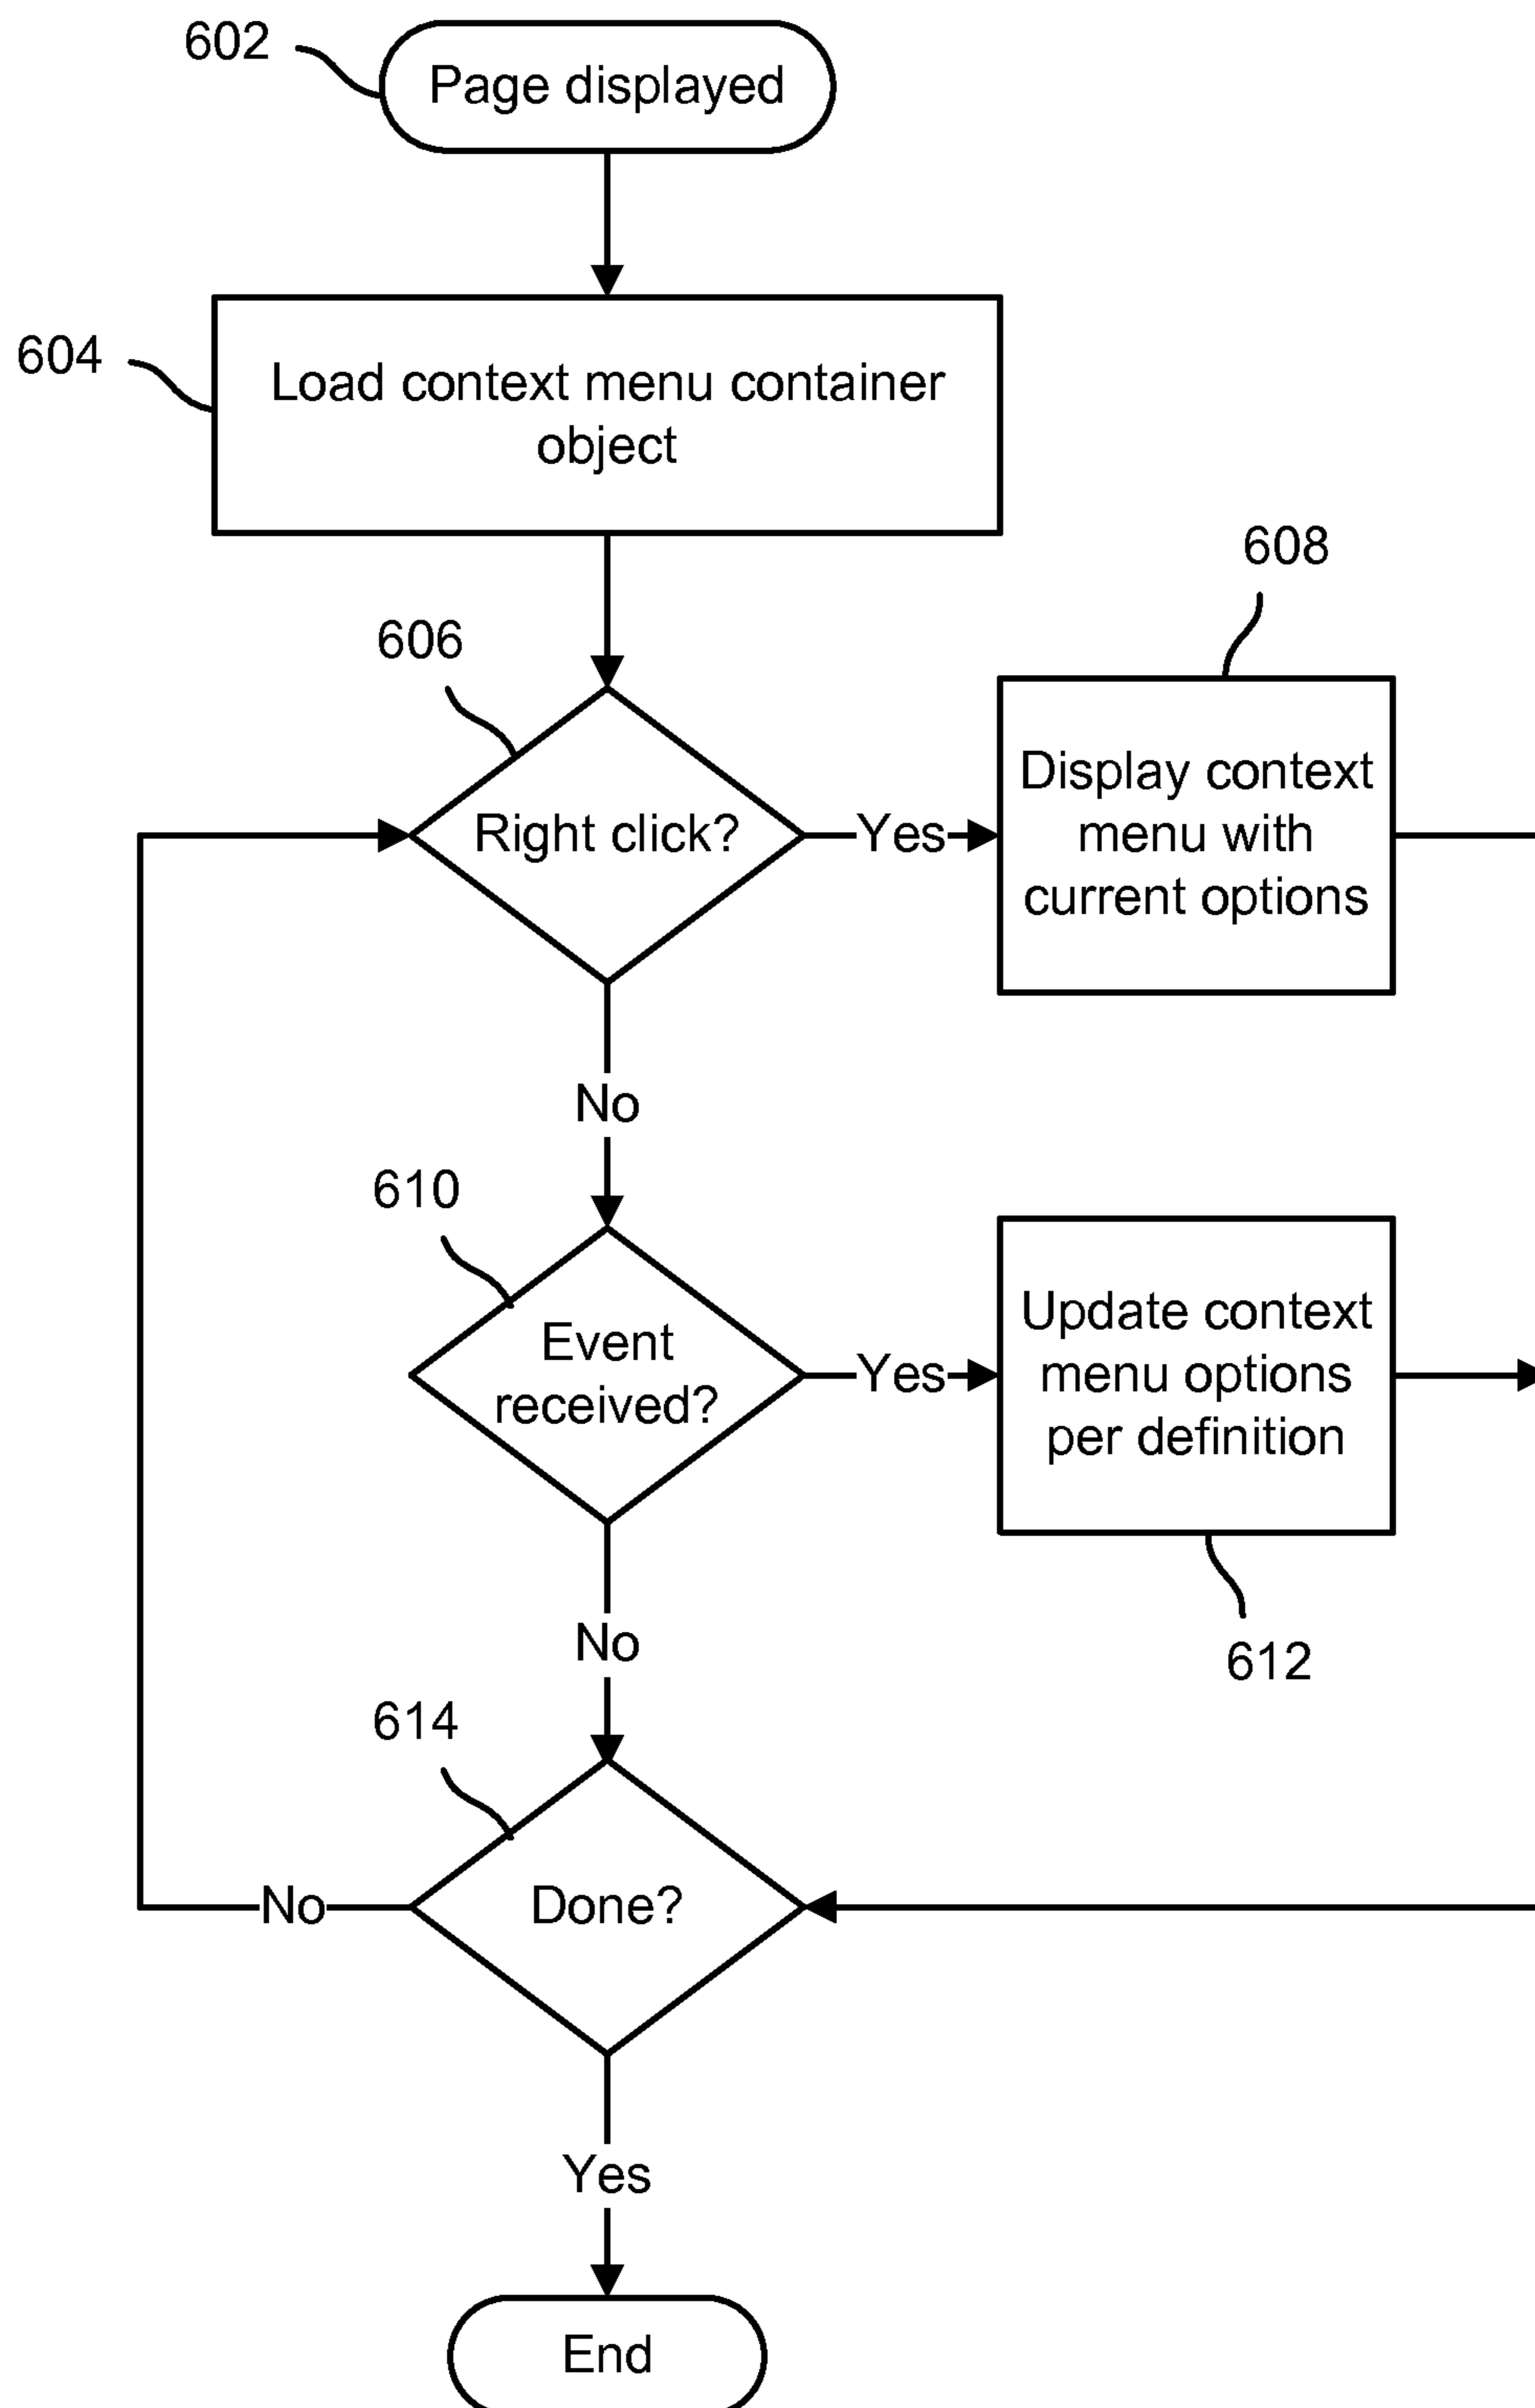 602
Page displayed
604
Load context menu container
object
606
608
Right click?
Yes
Display context
menu with
current options
No
610
Event
received?
Yes
Update context
menu options
per definition
612
No
614
Done?
No
Yes
End